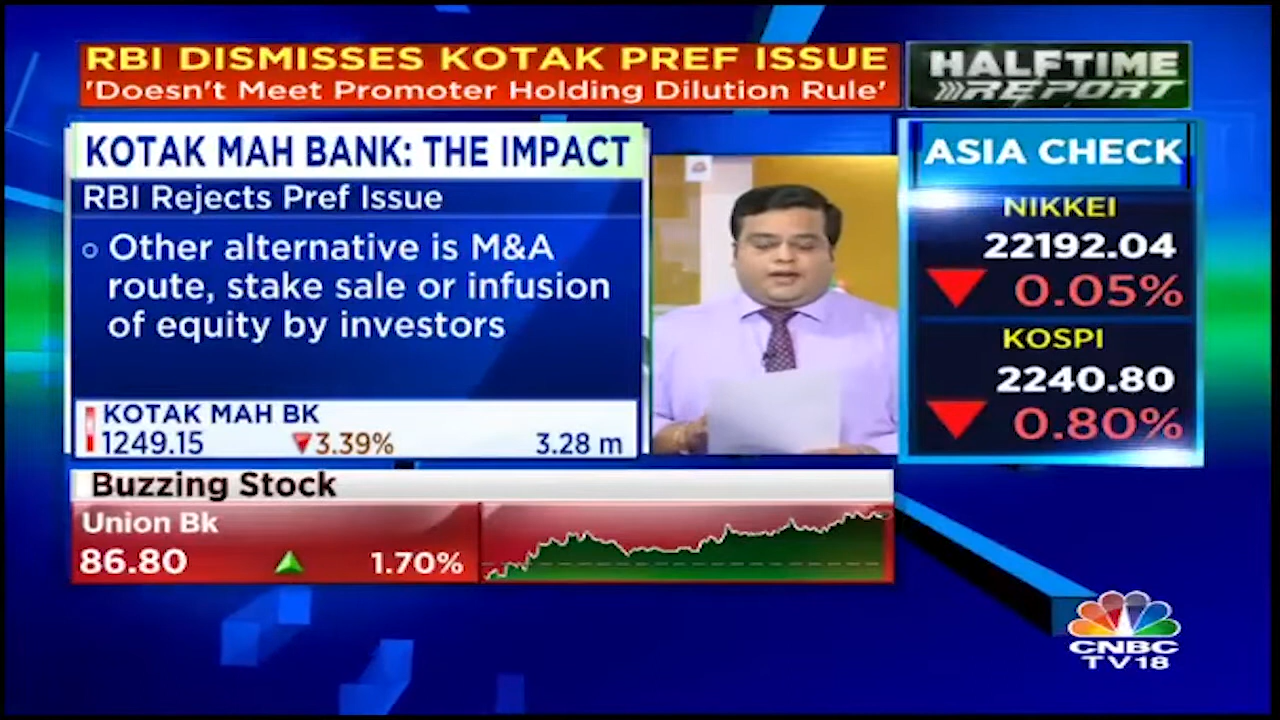 RBI DISMISSES KOTAK PREF ISSUE
'Doesn't Meet Promoter Holding Dilution Rule'
HALFTIME
REPORT
KOTAK MAH BANK: THE IMPACT
RBI Rejects Pref Issue
Other alternative is M&A
route, stake sale or infusion
of equity by investors
KOTAK MAH BK
1249.15 3.39% 3.28 m
ASIA CHECK
NIKKEI
22192.04
0.05%
KOSPI
2240.80
0.80%
Buzzing Stock
Union Bk
86.80 1.70%
CNBC
TV18